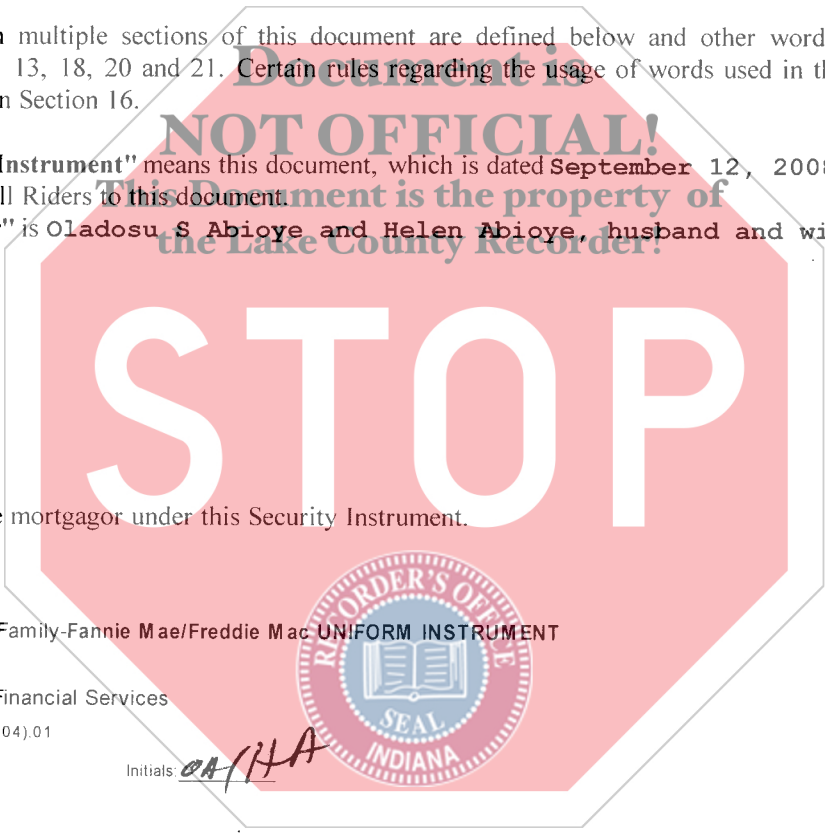 multiple sections of this document are defined below and other word
13, 18, 20 and 21. Certain rules regarding the usage of words used in
n Section 16.
Document is
NOT OFFICIAL!
This Document is the property of
the Lake County Recorder!
Instrument" means this document, which is dated September 12, 2008
ll Riders to this document.
" is Oladosu S Abioye and Helen Abioye, husband and wi
STOP
mortgagor under this Security Instrument.
Family-Fannie Mae/Freddie Mac UNIFORM INSTRUMENT
Financial Services
04).01
Initials: OA/HA
RECORDER'S OFFICE
SEAL
INDIANA